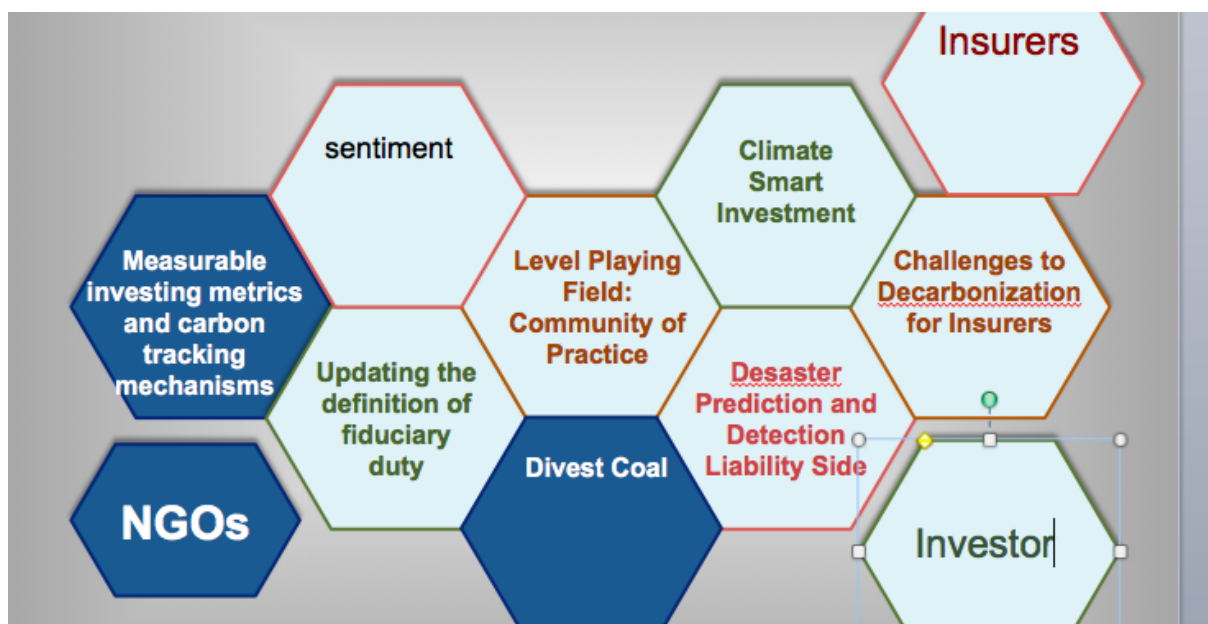 Insurers
sentiment
Climate
Smart
Investment
Measurable
investing metrics
and carbon
tracking
mechanisms
Level Playing
Field:
Community of
Practice
Challenges to
Decarbonization
for Insurers
Updating the
definition of
fiduciary
duty
Desaster
Prediction and
Detection
Liability Side
Divest Coal
NGOs
Investor